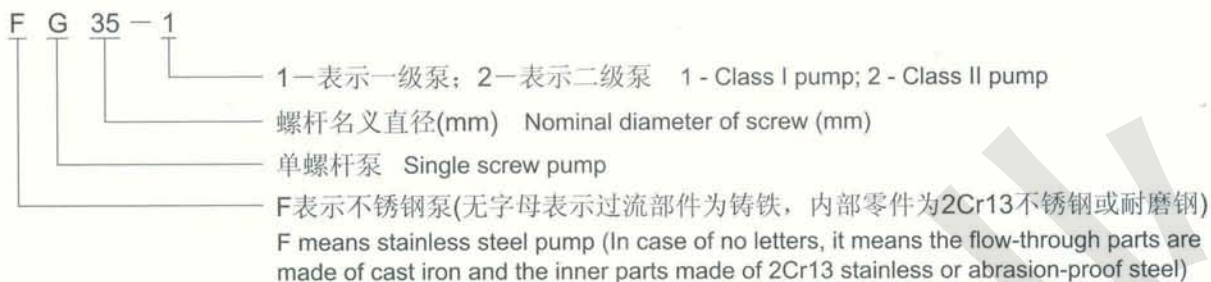 F G 35 － 1
1－表示一级泵；2－表示二级泵 1 - Class I pump; 2 - Class II pump
螺杆名义直径(mm) Nominal diameter of screw (mm)
单螺杆泵 Single screw pump
F表示不锈钢泵(无字母表示过流部件为铸铁，内部零件为2Cr13不锈钢或耐磨钢)
F means stainless steel pump (In case of no letters, it means the flow-through parts are
made of cast iron and the inner parts made of 2Cr13 stainless or abrasion-proof steel)